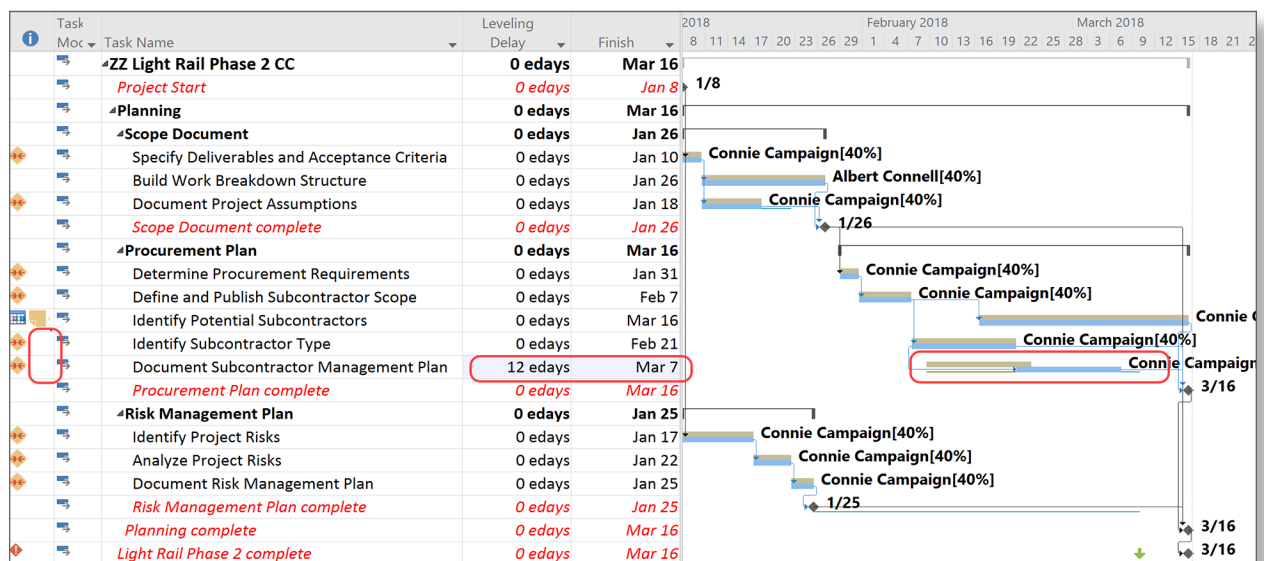 2018 February 2018 March 2018
Task Leveling
Moc Task Name Delay Finish 8 11 14 17 20 23 26 29 1 4 7 10 13 16 19 22 25 28 3 6 9 12 15 18 21 2
ZZ Light Rail Phase 2 CC 0 edays Mar 16
Project Start 0 edays Jan 8 1/8
Planning 0 edays Mar 16
Scope Document 0 edays Jan 26
Specify Deliverables and Acceptance Criteria 0 edays Jan 10 Connie Campaign[40%]
Build Work Breakdown Structure 0 edays Jan 26 Albert Connell[40%]
Document Project Assumptions 0 edays Jan 18 Connie Campaign[40%]
Scope Document complete 0 edays Jan 26 1/26
Procurement Plan 0 edays Mar 16
Determine Procurement Requirements 0 edays Jan 31 Connie Campaign[40%]
Define and Publish Subcontractor Scope 0 edays Feb 7 Connie Campaign[40%]
Identify Potential Subcontractors 0 edays Mar 16 Connie
Identify Subcontractor Type 0 edays Feb 21 Connie Campaign[40%]
Document Subcontractor Management Plan 12 edays Mar 7 Connie Campaign
Procurement Plan complete 0 edays Mar 16 3/16
Risk Management Plan 0 edays Jan 25
Identify Project Risks 0 edays Jan 17 Connie Campaign[40%]
Analyze Project Risks 0 edays Jan 22 Connie Campaign[40%]
Document Risk Management Plan 0 edays Jan 25 Connie Campaign[40%]
Risk Management Plan complete 0 edays Jan 25 1/25
Planning complete 0 edays Mar 16 3/16
Light Rail Phase 2 complete 0 edays Mar 16 3/16